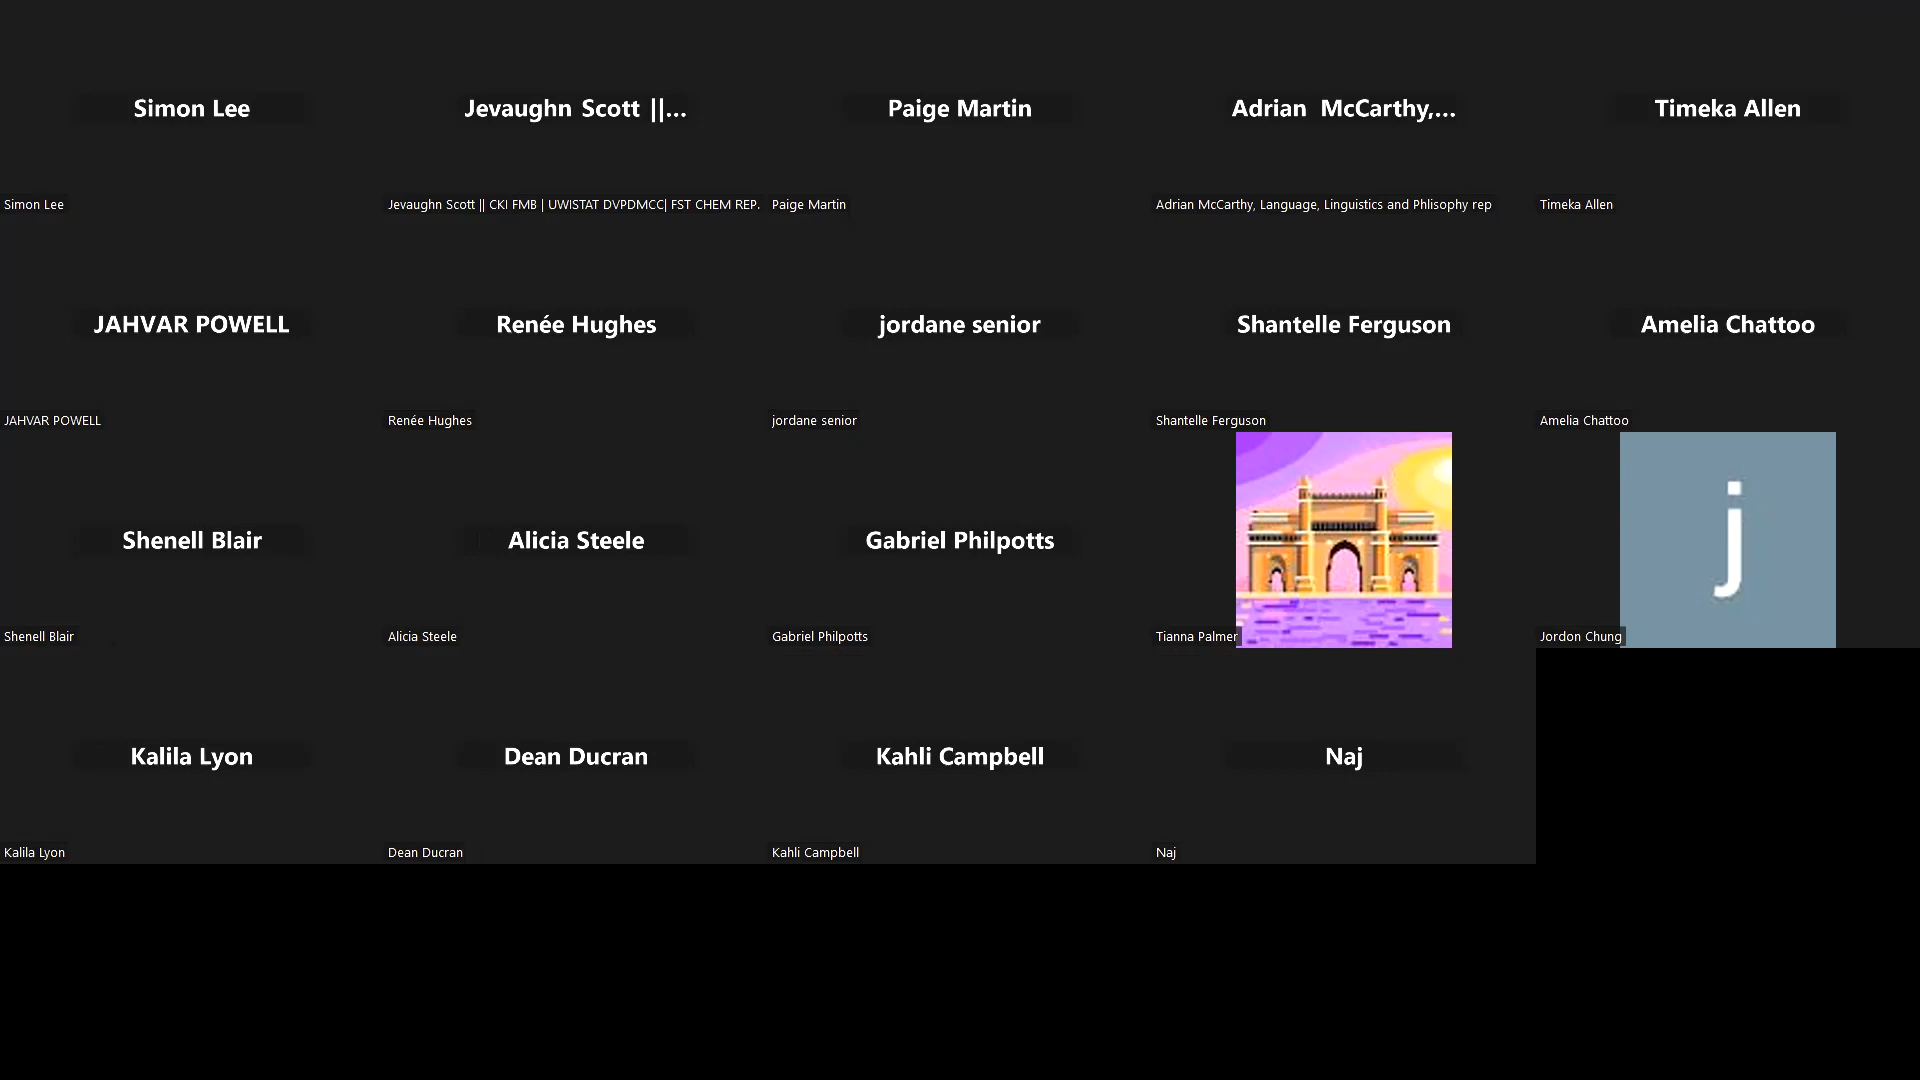 Simon Lee
Jevaughn Scott ||...
Paige Martin
Adrian McCarthy,...
Timeka Allen
Simon Lee
Jevaughn Scott || CKI FMB | UWISTAT DVPDMCC| FST CHEM REP.
Paige Martin
Adrian McCarthy, Language, Linguistics and Phlisophy rep
Timeka Allen
JAHVAR POWELL
Renée Hughes
jordane senior
Shantelle Ferguson
Amelia Chattoo
JAHVAR POWELL
Renée Hughes
jordane senior
Shantelle Ferguson
Amelia Chattoo
Shenell Blair
Alicia Steele
Gabriel Philpotts
j
Shenell Blair
Alicia Steele
Gabriel Philpotts
Tianna Palmer
Jordon Chung
Kalila Lyon
Dean Ducran
Kahli Campbell
Naj
Kalila Lyon
Dean Ducran
Kahli Campbell
Naj